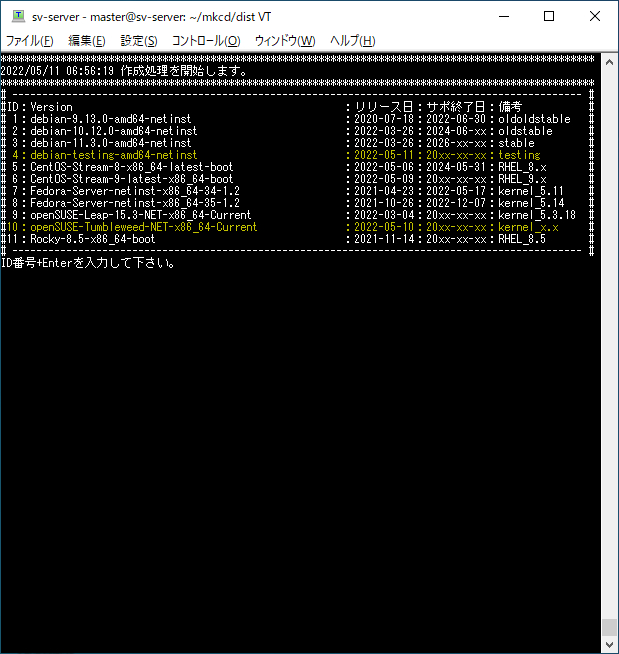 sv-server - master@sv-server: ~/mkcd/dist VT
ファイル(F) 編集(E) 設定(S) コントロール(O) ウィンドウ(W) ヘルプ(H)
***************************************************************************************************
2022/05/11 06:56:19 作成処理を開始します。
***************************************************************************************************
#----------------------------------------------------------------------------------------------- #
#ID：Version ：リリース日：サポ終了日：備考 #
# 1：debian-9.13.0-amd64-netinst ：2020-07-18：2022-06-30：oldoldstable #
# 2：debian-10.12.0-amd64-netinst ：2022-03-26：2024-06-xx：oldstable #
# 3：debian-11.3.0-amd64-netinst ：2022-03-26：2026-xx-xx：stable #
# 4：debian-testing-amd64-netinst ：2022-05-11：20xx-xx-xx：testing #
# 5：CentOS-Stream-8-x86_64-latest-boot ：2022-05-06：2024-05-31：RHEL_8.x #
# 6：CentOS-Stream-9-latest-x86_64-boot ：2022-05-09：20xx-xx-xx：RHEL_9.x #
# 7：Fedora-Server-netinst-x86_64-34-1.2 ：2021-04-23：2022-05-17：kernel_5.11 #
# 8：Fedora-Server-netinst-x86_64-35-1.2 ：2021-10-26：2022-12-07：kernel_5.14 #
# 9：openSUSE-Leap-15.3-NET-x86_64-Current ：2022-03-04：20xx-xx-xx：kernel_5.3.18 #
#10：openSUSE-Tumbleweed-NET-x86_64-Current ：2022-05-10：20xx-xx-xx：kernel_x.x #
#11：Rocky-8.5-x86_64-boot ：2021-11-14：20xx-xx-xx：RHEL_8.5 #
#----------------------------------------------------------------------------------------------- #
ID番号+Enterを入力して下さい。